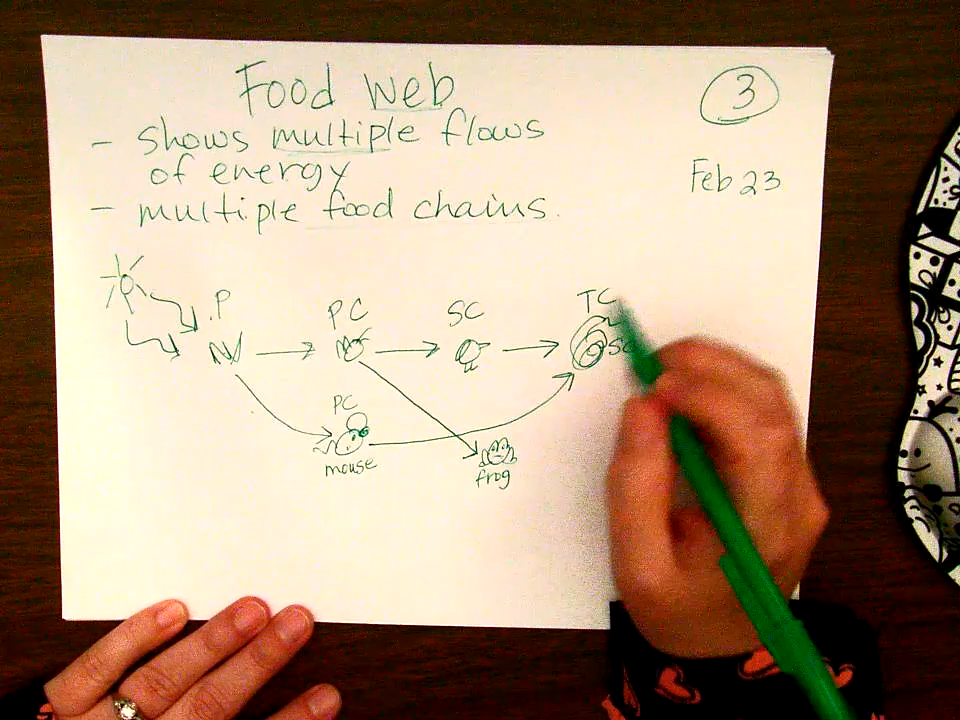 Food web
3
- shows multiple flows
of energy
Feb 23
- multiple food chains.
P
PC
SC
TC
PC
mouse
frog